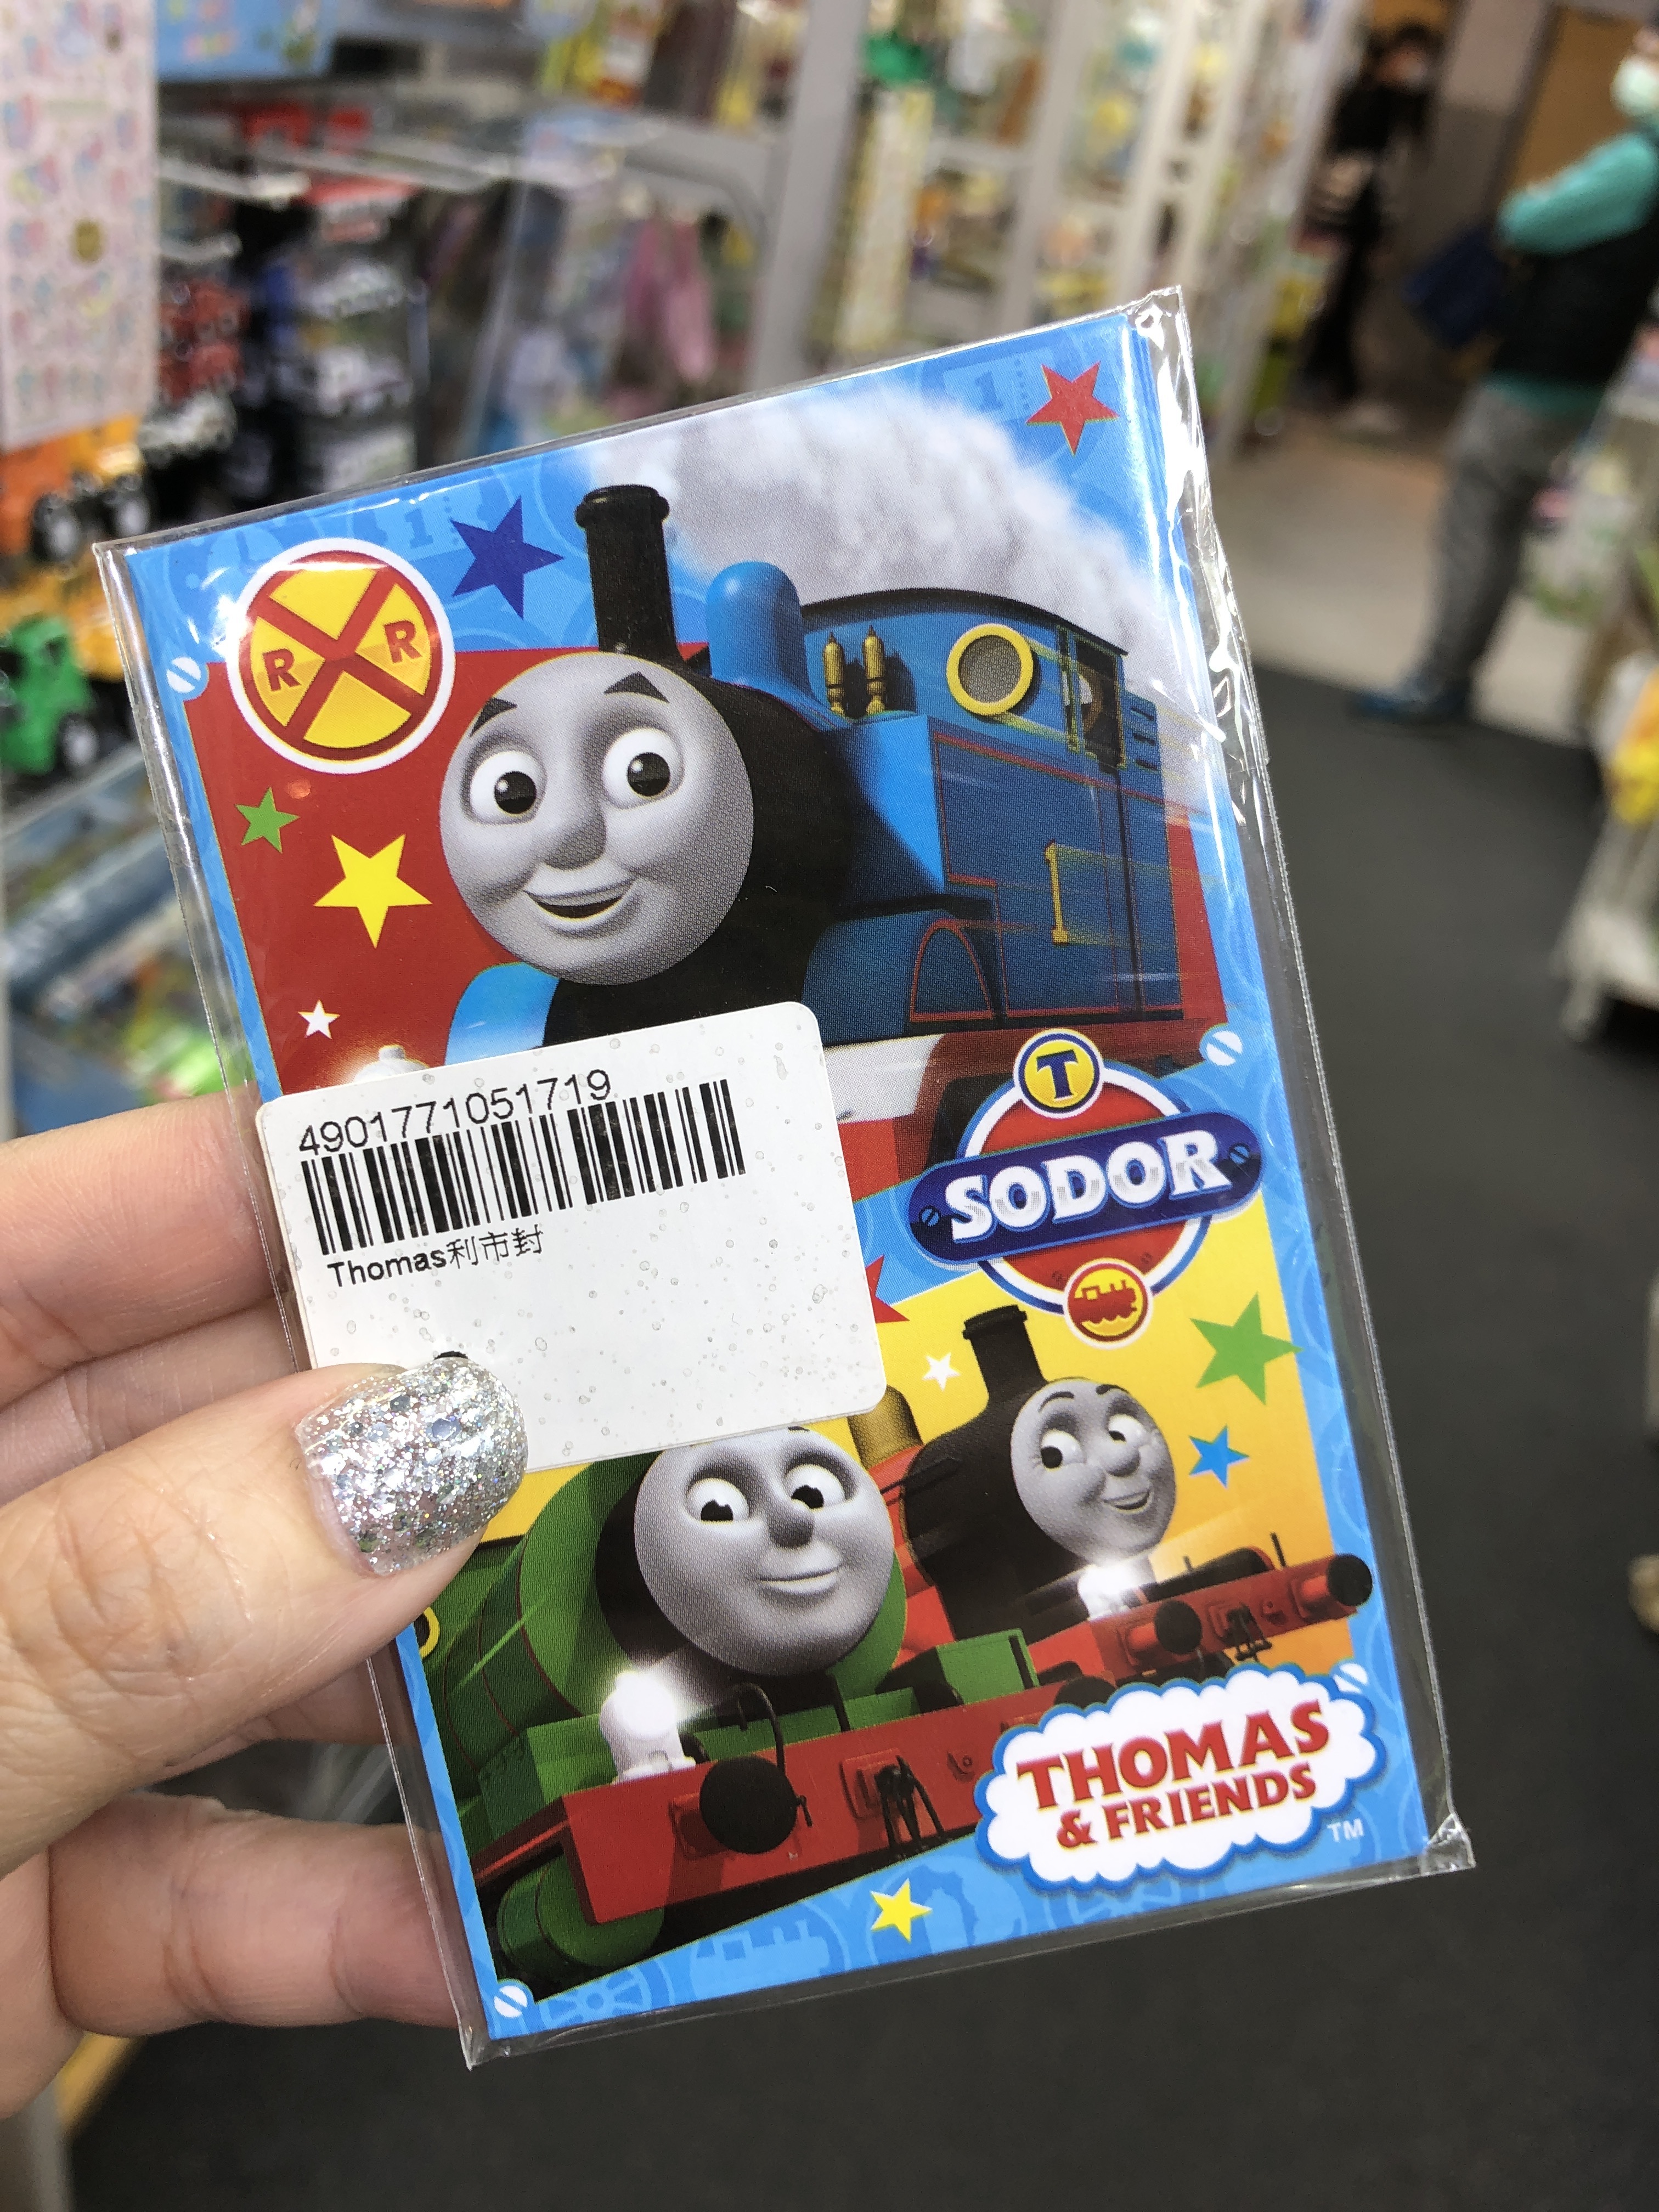 R R
4901771051719
Thomas利市封
T
SODOR
THOMAS
& FRIENDS
TM